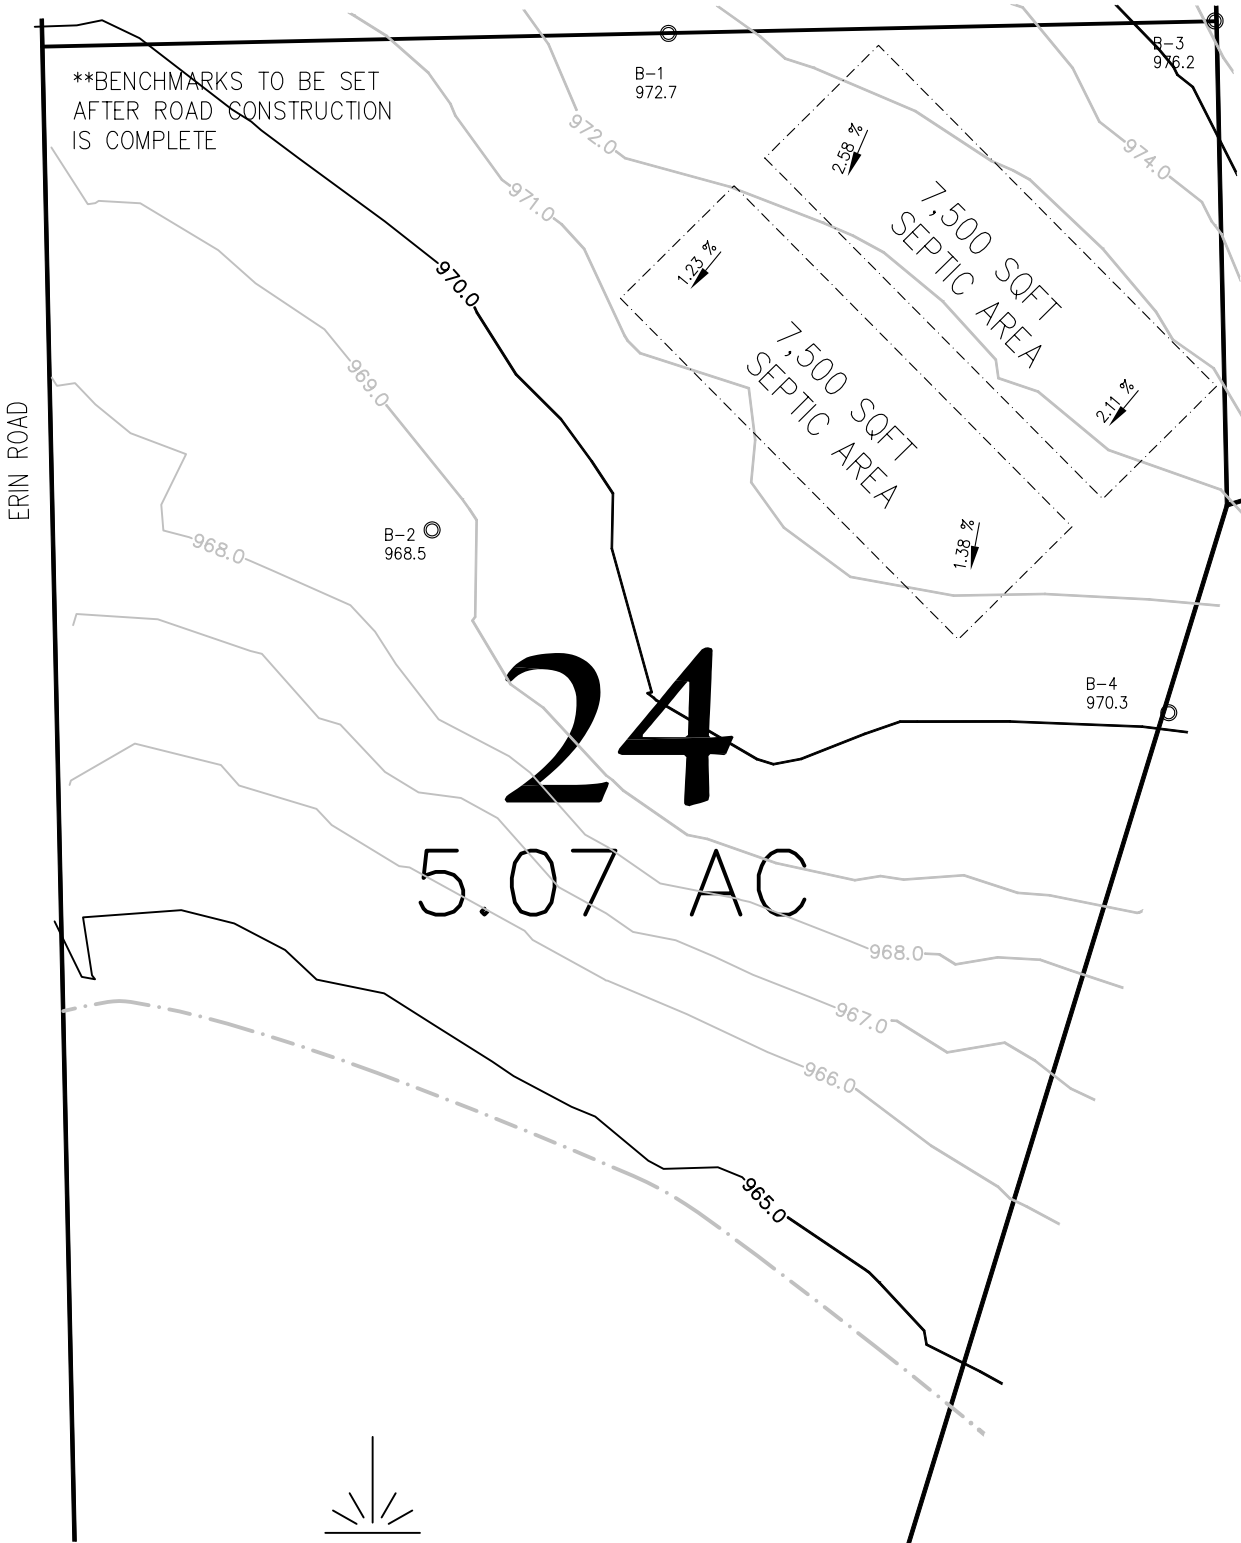 **BENCHMARKS TO BE SET
AFTER ROAD CONSTRUCTION
IS COMPLETE
B-1
972.7
B-3
976.2
972.0
974.0
2.58 %
971.0
7,500 SQFT
SEPTIC AREA
1.23 %
970.0
7,500 SQFT
SEPTIC AREA
969.0
2.11 %
ERIN ROAD
B-2
968.5
968.0
1.38 %
B-4
970.3
24
5.07 AC
968.0
967.0
966.0
965.0